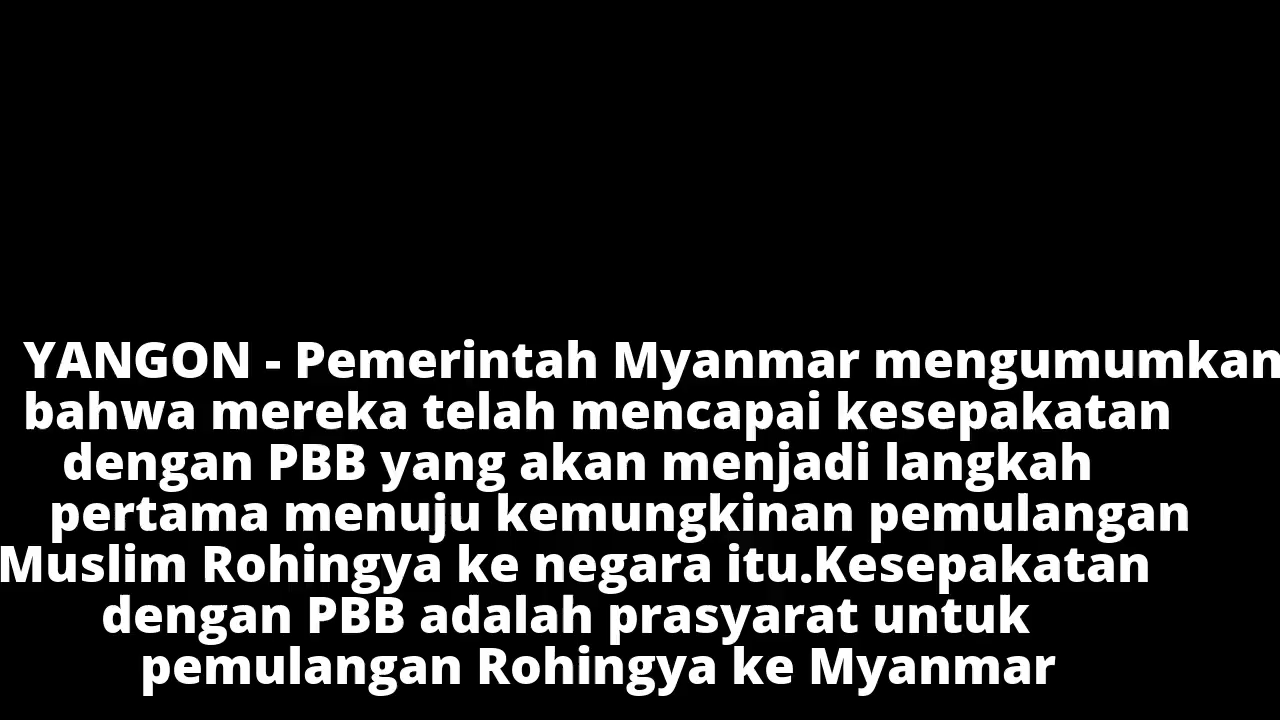 YANGON - Pemerintah Myanmar mengumumkan
bahwa mereka telah mencapai kesepakatan
dengan PBB yang akan menjadi langkah
pertama menuju kemungkinan pemulangan
Muslim Rohingya ke negara itu.Kesepakatan
dengan PBB adalah prasyarat untuk
pemulangan Rohingya ke Myanmar